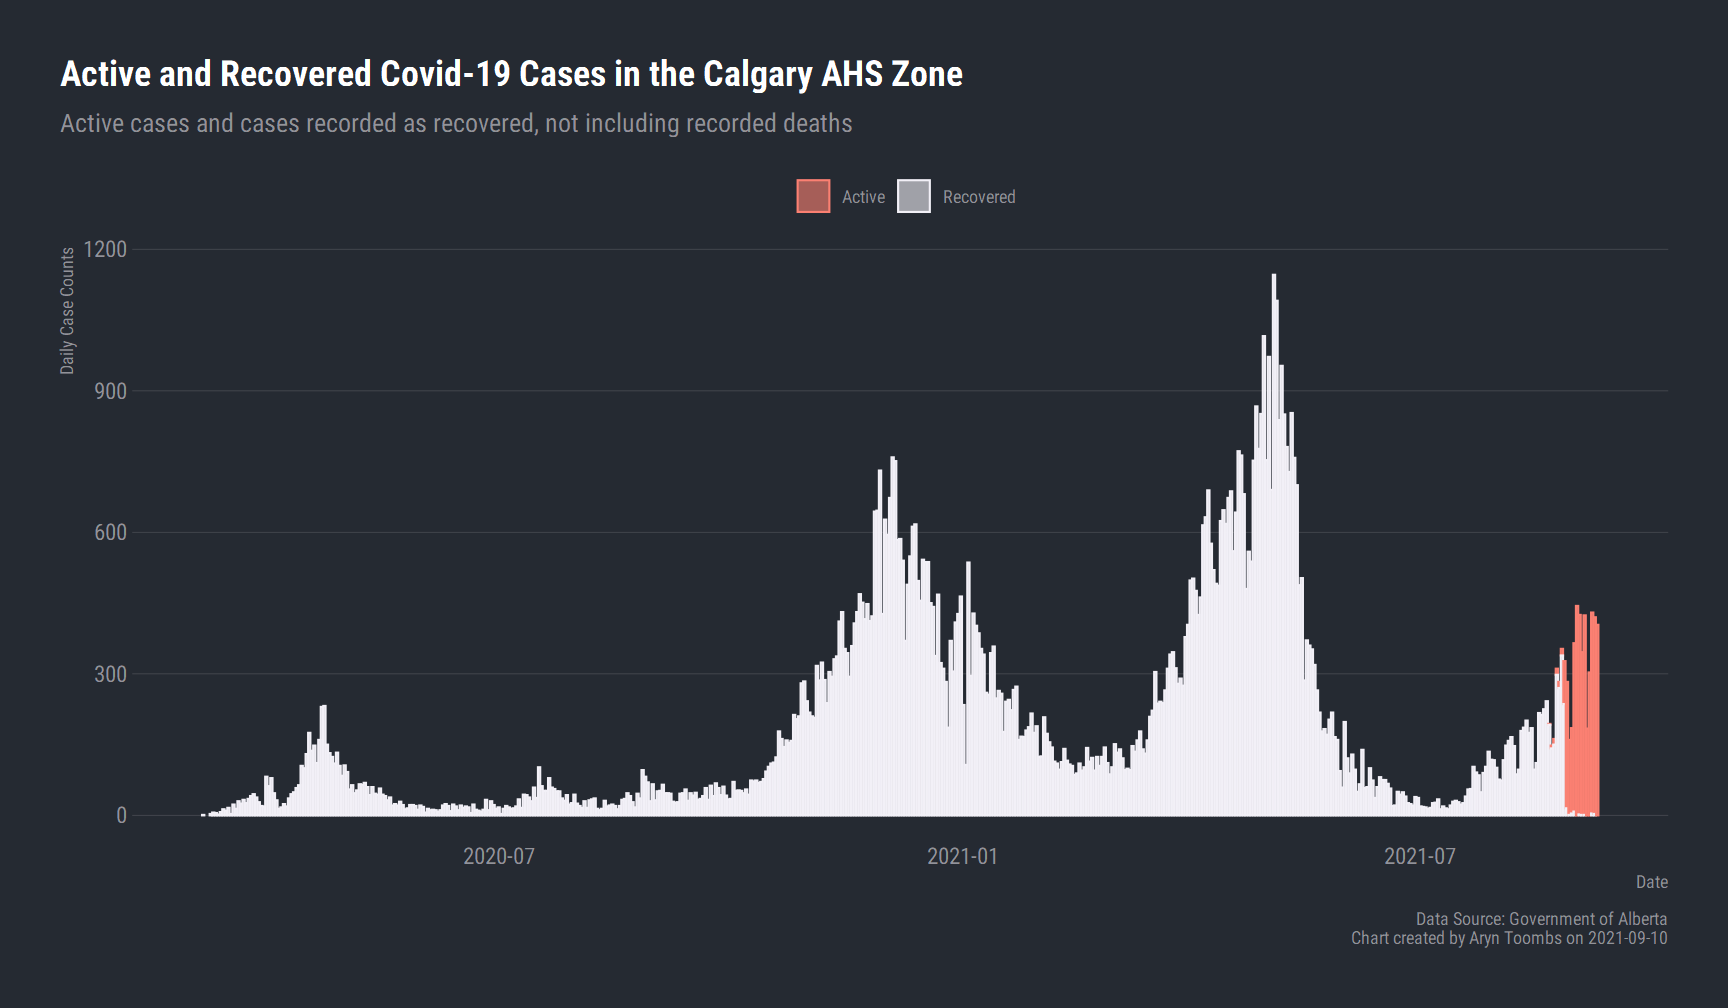 Active and Recovered Covid-19 Cases in the Calgary AHS Zone
Active cases and cases recorded as recovered, not including recorded deaths
Active
Recovered
Daily Case Counts
1200
900
600
300
0
2020-07
2021-01
2021-07
Date
Data Source: Government of Alberta
Chart created by Aryn Toombs on 2021-09-10